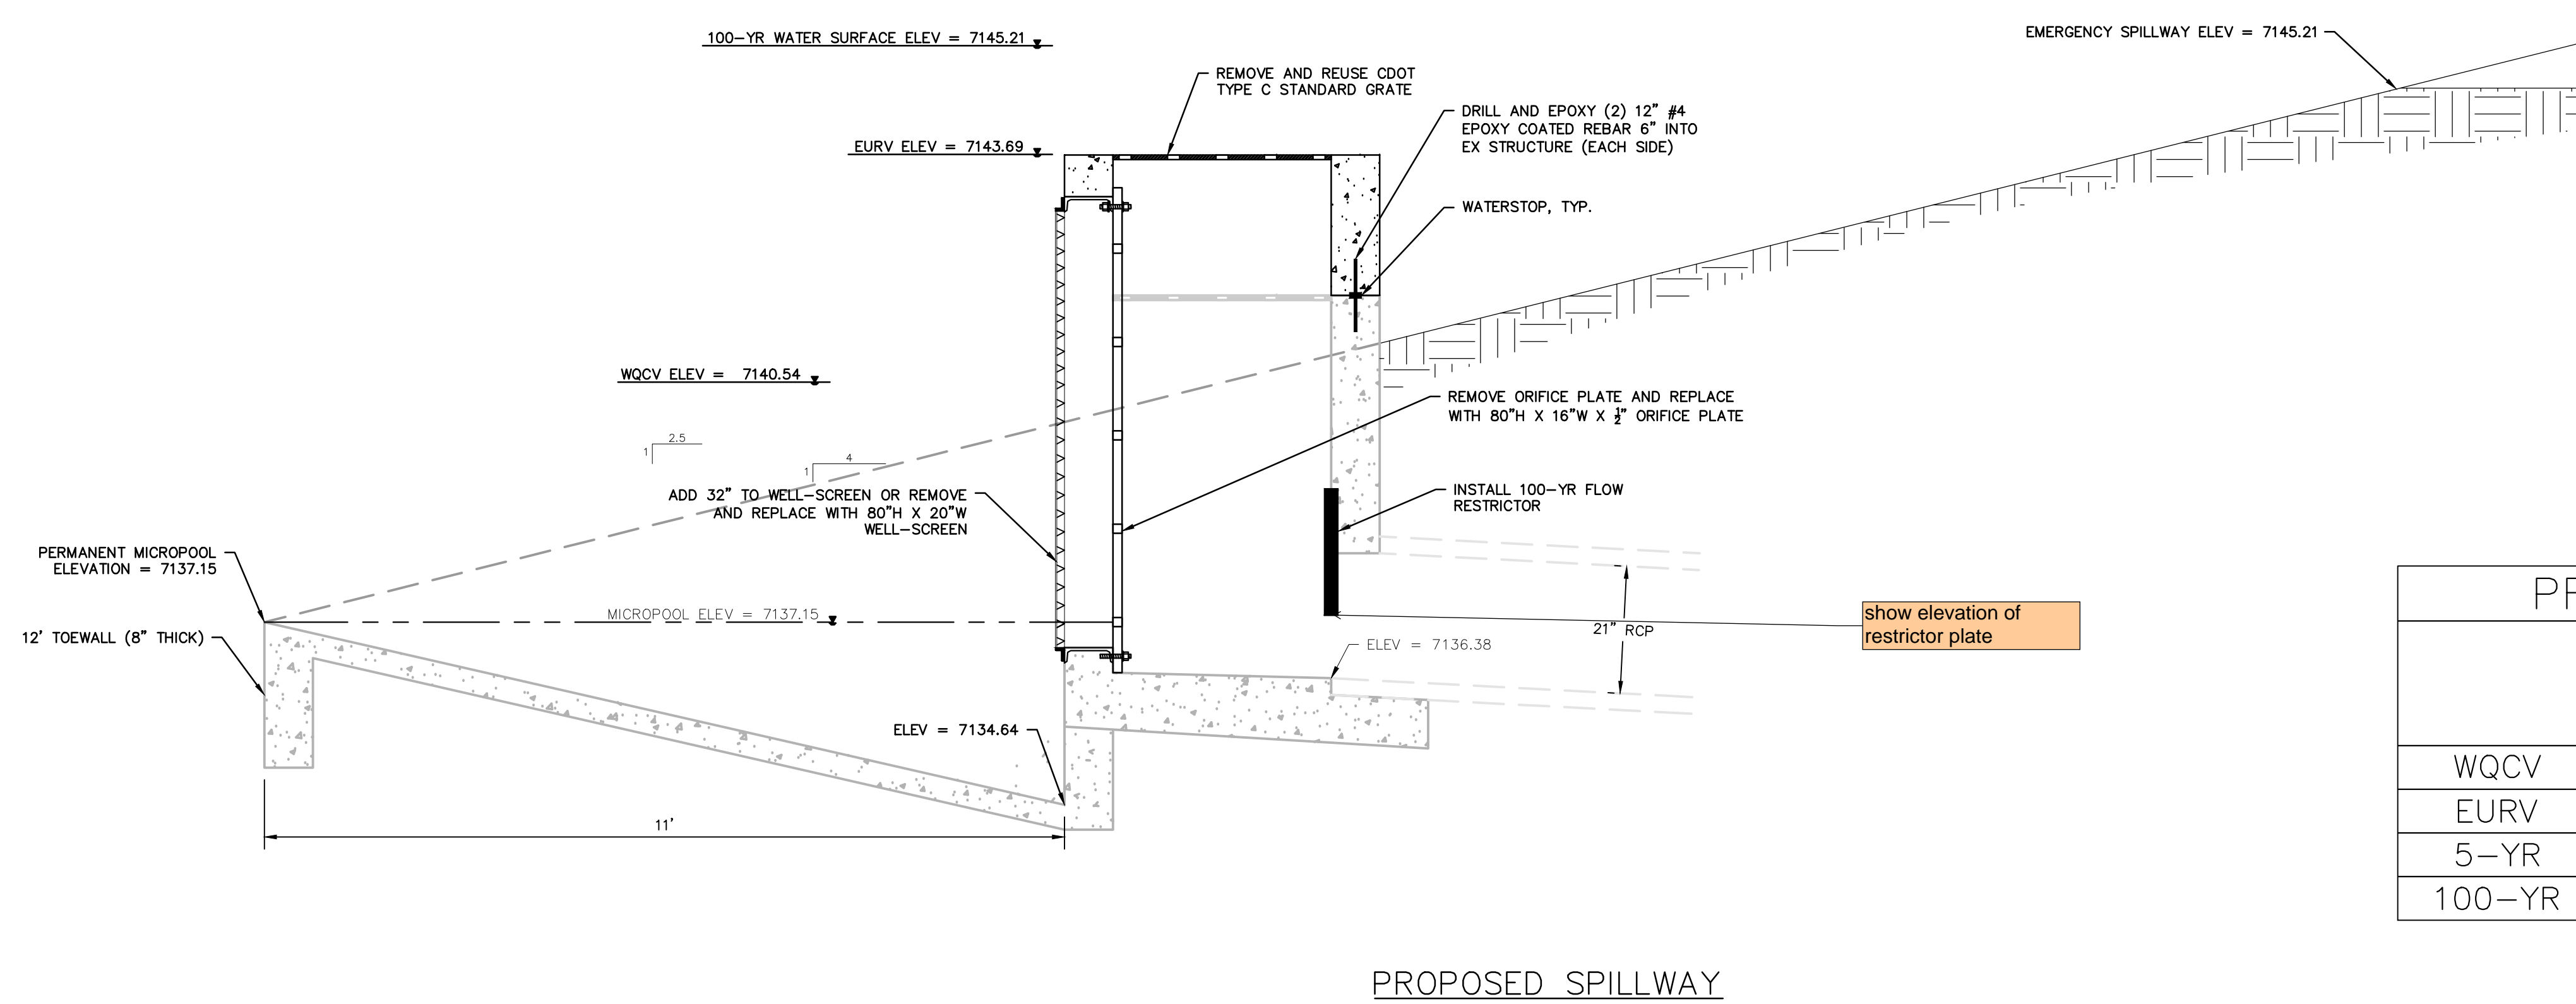 100-YR WATER SURFACE ELEV = 7145.21
EMERGENCY SPILLWAY ELEV = 7145.21
REMOVE AND REUSE CDOT
TYPE C STANDARD GRATE
DRILL AND EPOXY (2) 12" #4
EPOXY COATED REBAR 6" INTO
EX STRUCTURE (EACH SIDE)
EURV ELEV = 7143.69
WATERSTOP, TYP.
WQCV ELEV = 7140.54
REMOVE ORIFICE PLATE AND REPLACE
WITH 80"H X 16"W X ½" ORIFICE PLATE
2.5
1
4
1
ADD 32" TO WELL-SCREEN OR REMOVE
AND REPLACE WITH 80"H X 20"W
WELL-SCREEN
INSTALL 100-YR FLOW
RESTRICTOR
PERMANENT MICROPOOL
ELEVATION = 7137.15
MICROPOOL ELEV = 7137.15
12' TOEWALL (8" THICK)
show elevation of
restrictor plate
21" RCP
ELEV = 7136.38
ELEV = 7134.64
11'
PR
WQCV
EURV
5-YR
100-YR
PROPOSED SPILLWAY